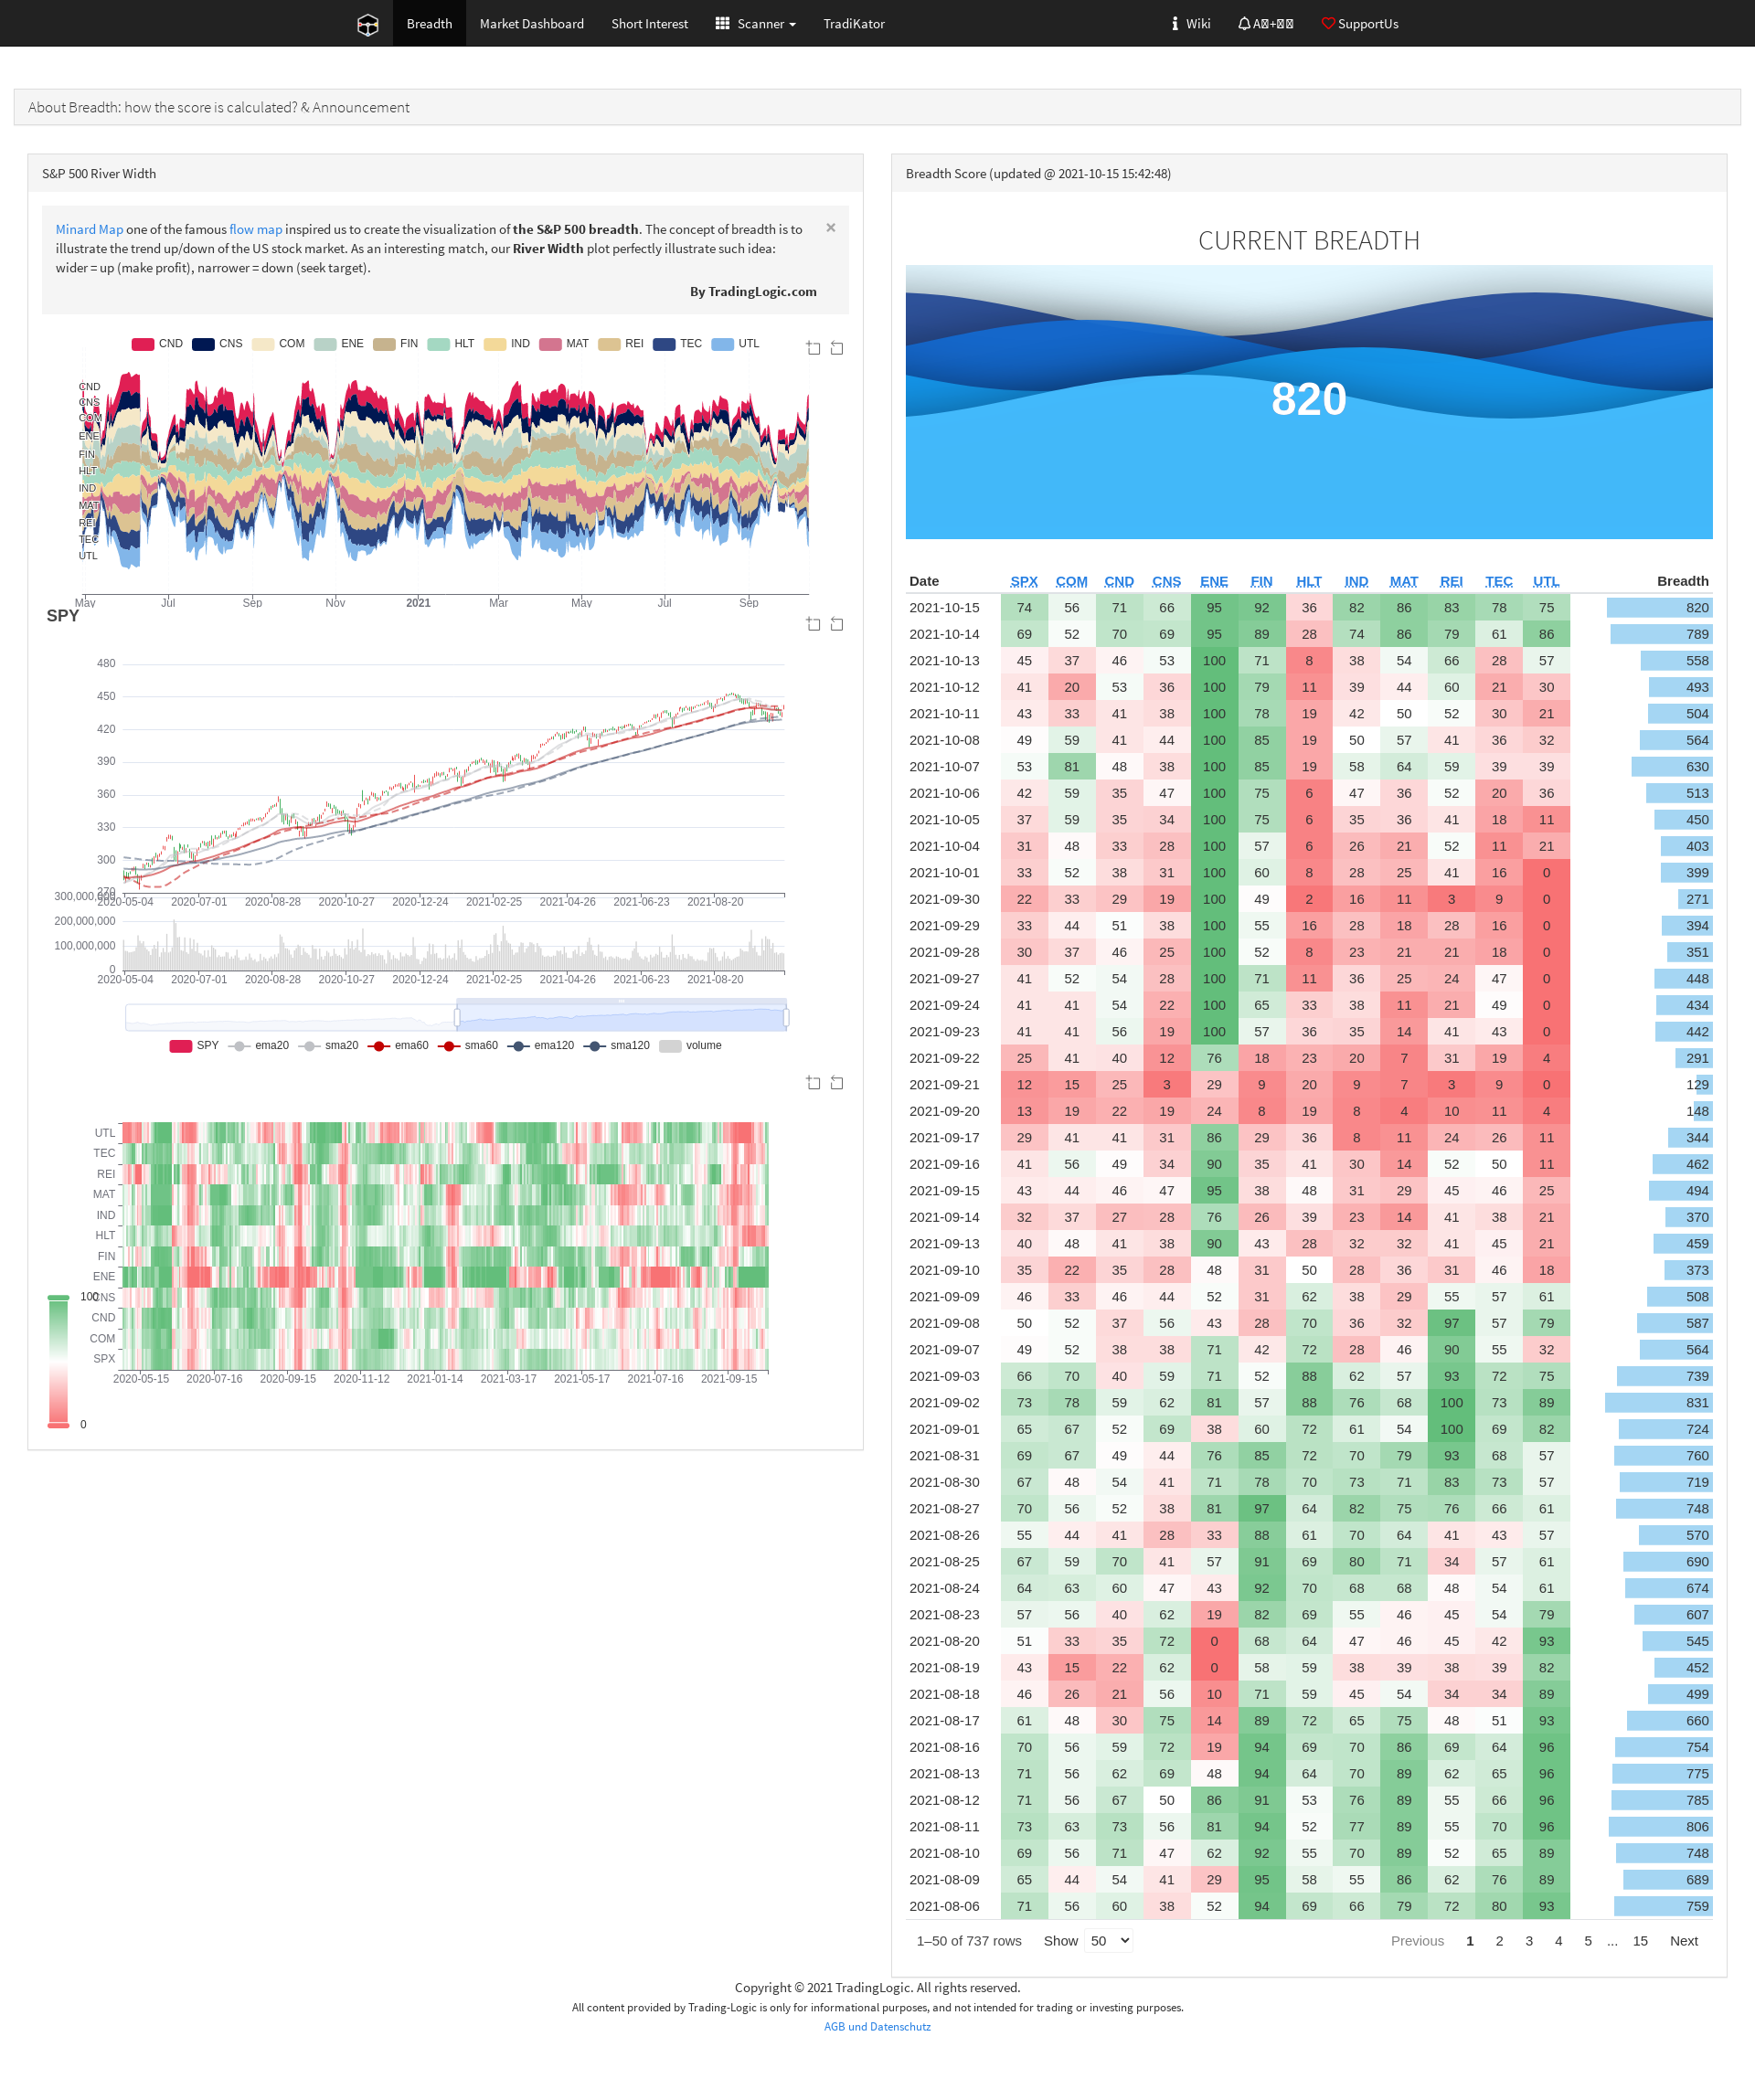 Breadth Market Dashboard Short Interest Scanner TradiKator Wiki SupportUs
About Breadth: how the score is calculated? & Announcement
S&P 500 River Width
Minard Map one of the famous flow map inspired us to create the visualization of the S&P 500 breadth. The concept of breadth is to
illustrate the trend up/down of the US stock market. As an interesting match, our River Width plot perfectly illustrate such idea:
wider = up (make profit), narrower = down (seek target).
×
By TradingLogic.com
CND CNS COM ENE FIN HLT IND MAT REI TEC UTL
CND
CNS
COM
ENE
FIN
HLT
IND
MAT
REI
TEC
UTL
May Jul Sep Nov 2021 Mar May Jul Sep
SPY
480
450
420
390
360
330
300
270
2020-05-04 2020-07-01 2020-08-28 2020-10-27 2020-12-24 2021-02-25 2021-04-26 2021-06-23 2021-08-20
300,000,000
200,000,000
100,000,000
0
2020-05-04 2020-07-01 2020-08-28 2020-10-27 2020-12-24 2021-02-25 2021-04-26 2021-06-23 2021-08-20
SPY ema20 sma20 ema60 sma60 ema120 sma120 volume
UTL
TEC
REI
MAT
IND
HLT
FIN
ENE
CNS
CND
COM
SPX
100
0
2020-05-15 2020-07-16 2020-09-15 2020-11-12 2021-01-14 2021-03-17 2021-05-17 2021-07-16 2021-09-15
Breadth Score (updated @ 2021-10-15 15:42:48)
CURRENT BREADTH
820
Date SPX COM CND CNS ENE FIN HLT IND MAT REI TEC UTL Breadth
2021-10-15 74 56 71 66 95 92 36 82 86 83 78 75 820
2021-10-14 69 52 70 69 95 89 28 74 86 79 61 86 789
2021-10-13 45 37 46 53 100 71 8 38 54 66 28 57 558
2021-10-12 41 20 53 36 100 79 11 39 44 60 21 30 493
2021-10-11 43 33 41 38 100 78 19 42 50 52 30 21 504
2021-10-08 49 59 41 44 100 85 19 50 57 41 36 32 564
2021-10-07 53 81 48 38 100 85 19 58 64 59 39 39 630
2021-10-06 42 59 35 47 100 75 6 47 36 52 20 36 513
2021-10-05 37 59 35 34 100 75 6 35 36 41 18 11 450
2021-10-04 31 48 33 28 100 57 6 26 21 52 11 21 403
2021-10-01 33 52 38 31 100 60 8 28 25 41 16 0 399
2021-09-30 22 33 29 19 100 49 2 16 11 3 9 0 271
2021-09-29 33 44 51 38 100 55 16 28 18 28 16 0 394
2021-09-28 30 37 46 25 100 52 8 23 21 21 18 0 351
2021-09-27 41 52 54 28 100 71 11 36 25 24 47 0 448
2021-09-24 41 41 54 22 100 65 33 38 11 21 49 0 434
2021-09-23 41 41 56 19 100 57 36 35 14 41 43 0 442
2021-09-22 25 41 40 12 76 18 23 20 7 31 19 4 291
2021-09-21 12 15 25 3 29 9 20 9 7 3 9 0 129
2021-09-20 13 19 22 19 24 8 19 8 4 10 11 4 148
2021-09-17 29 41 41 31 86 29 36 8 11 24 26 11 344
2021-09-16 41 56 49 34 90 35 41 30 14 52 50 11 462
2021-09-15 43 44 46 47 95 38 48 31 29 45 46 25 494
2021-09-14 32 37 27 28 76 26 39 23 14 41 38 21 370
2021-09-13 40 48 41 38 90 43 28 32 32 41 45 21 459
2021-09-10 35 22 35 28 48 31 50 28 36 31 46 18 373
2021-09-09 46 33 46 44 52 31 62 38 29 55 57 61 508
2021-09-08 50 52 37 56 43 28 70 36 32 97 57 79 587
2021-09-07 49 52 38 38 71 42 72 28 46 90 55 32 564
2021-09-03 66 70 40 59 71 52 88 62 57 93 72 75 739
2021-09-02 73 78 59 62 81 57 88 76 68 100 73 89 831
2021-09-01 65 67 52 69 38 60 72 61 54 100 69 82 724
2021-08-31 69 67 49 44 76 85 72 70 79 93 68 57 760
2021-08-30 67 48 54 41 71 78 70 73 71 83 73 57 719
2021-08-27 70 56 52 38 81 97 64 82 75 76 66 61 748
2021-08-26 55 44 41 28 33 88 61 70 64 41 43 57 570
2021-08-25 67 59 70 41 57 91 69 80 71 34 57 61 690
2021-08-24 64 63 60 47 43 92 70 68 68 48 54 61 674
2021-08-23 57 56 40 62 19 82 69 55 46 45 54 79 607
2021-08-20 51 33 35 72 0 68 64 47 46 45 42 93 545
2021-08-19 43 15 22 62 0 58 59 38 39 38 39 82 452
2021-08-18 46 26 21 56 10 71 59 45 54 34 34 89 499
2021-08-17 61 48 30 75 14 89 72 65 75 48 51 93 660
2021-08-16 70 56 59 72 19 94 69 70 86 69 64 96 754
2021-08-13 71 56 62 69 48 94 64 70 89 62 65 96 775
2021-08-12 71 56 67 50 86 91 53 76 89 55 66 96 785
2021-08-11 73 63 73 56 81 94 52 77 89 55 70 96 806
2021-08-10 69 56 71 47 62 92 55 70 89 52 65 89 748
2021-08-09 65 44 54 41 29 95 58 55 86 62 76 89 689
2021-08-06 71 56 60 38 52 94 69 66 79 72 80 93 759
1–50 of 737 rows Show 50 Previous 1 2 3 4 5 ... 15 Next
Copyright © 2021 TradingLogic. All rights reserved.
All content provided by Trading-Logic is only for informational purposes, and not intended for trading or investing purposes.
AGB und Datenschutz